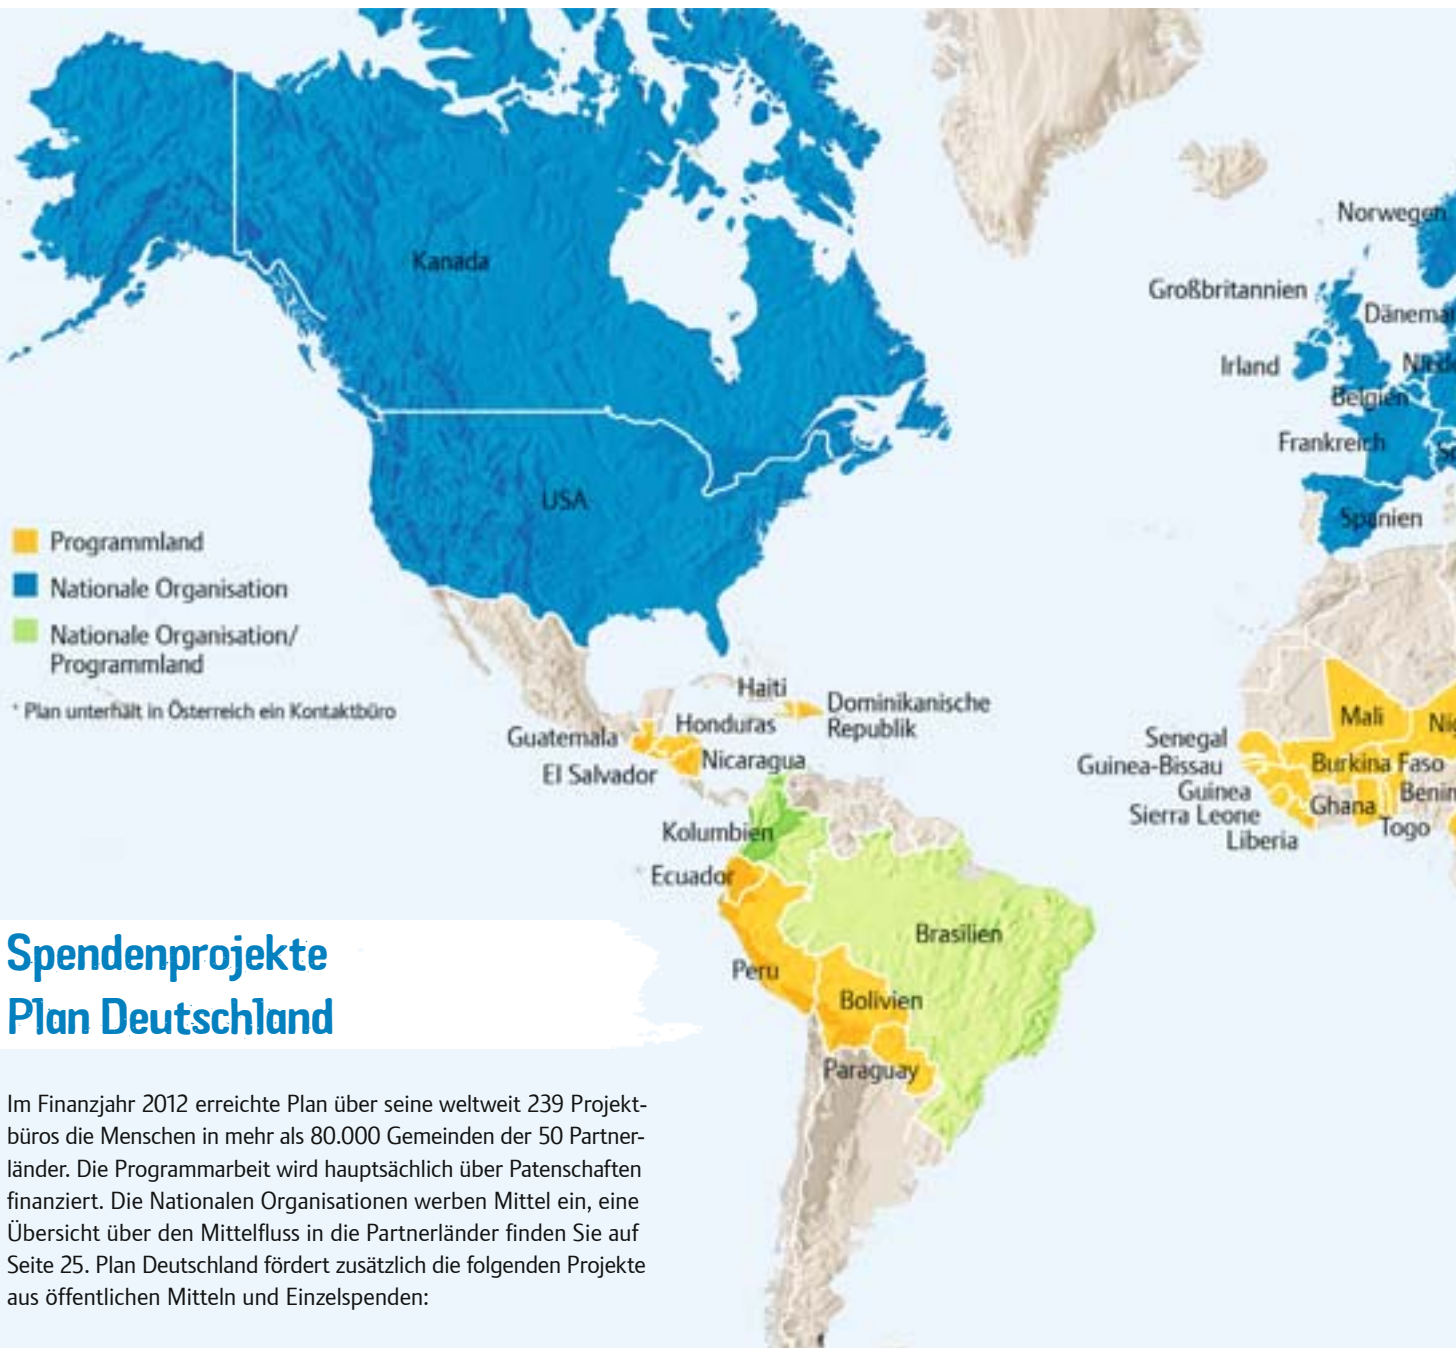 Kanada
USA
Norwegen
Großbritannien
Irland
Belgien
Frankreich
Spanien
Programmland
Nationale Organisation
Nationale Organisation/
Programmland
* Plan unterhält in Österreich ein Kontaktbüro
Haiti
Dominikanische
Republik
Honduras
Guatemala
Nicaragua
El Salvador
Kolumbien
Ecuador
Peru
Brasilien
Bolivien
Paraguay
Mali
Senegal
Guinea-Bissau
Burkina Faso
Guinea
Ghana
Benin
Sierra Leone
Togo
Liberia
Spendenprojekte
Plan Deutschland
Im Finanzjahr 2012 erreichte Plan über seine weltweit 239 Projekt-
büros die Menschen in mehr als 80.000 Gemeinden der 50 Partner-
länder. Die Programmarbeit wird hauptsächlich über Patenschaften
finanziert. Die Nationalen Organisationen werben Mittel ein, eine
Übersicht über den Mittelfluss in die Partnerländer finden Sie auf
Seite 25. Plan Deutschland fördert zusätzlich die folgenden Projekte
aus öffentlichen Mitteln und Einzelspenden: